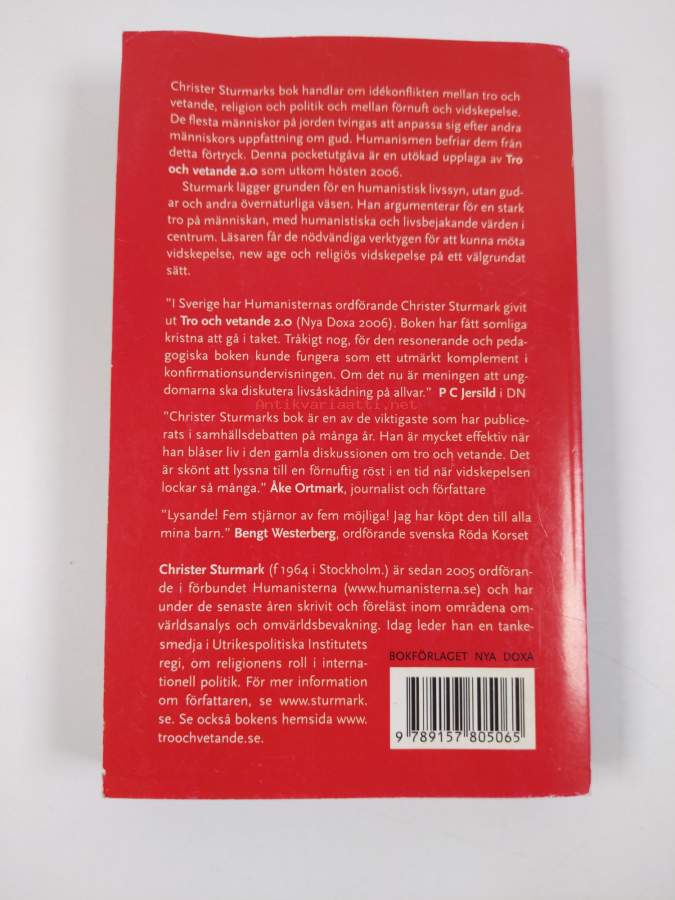 Christer Sturmarks bok handlar om idékonflikten mellan tro och
vetande, religion och politik och mellan förnuft och vidskepelse.
De flesta människor på jorden tvingas att anpassa sig efter andra
människors uppfattning om gud. Humanismen befriar dem från
detta förtryck. Denna pocketutgåva är en utökad upplaga av Tro
och vetande 2.0 som utkom hösten 2006.
Sturmark lägger grunden för en humanistisk livssyn, utan gud-
ar och andra övernaturliga väsen. Han argumenterar för en stark
tro på människan, med humanistiska och livsbejakande värden i
centrum. Läsaren får de nödvändiga verktygen för att kunna möta
vidskepelse, new age och religiös vidskepelse på ett välgrundat
sätt.
"I Sverige har Humanisternas ordförande Christer Sturmark givit
ut Tro och vetande 2.0 (Nya Doxa 2006). Boken har fått somliga
kristna att gå i taket. Tråkigt nog, för den resonerande och peda-
gogiska boken kunde fungera som ett utmärkt komplement i
konfirmationsundervisningen. Om det nu är meningen att ung-
domarna ska diskutera livsåskådning på allvar." P C Jersild i DN
Antikvariaatti.net
"Christer Sturmarks bok är en av de viktigaste som har publice-
rats i samhällsdebatten på många år. Han är mycket effektiv när
han blåser liv i den gamla diskussionen om tro och vetande. Det
är skönt att lyssna till en förnuftig röst i en tid när vidskepelsen
lockar så många." Åke Ortmark, journalist och författare
"Lysande! Fem stjärnor av fem möjliga! Jag har köpt den till alla
mina barn." Bengt Westerberg, ordförande svenska Röda Korset
Christer Sturmark (f 1964 i Stockholm.) är sedan 2005 ordföran-
de i förbundet Humanisterna (www.humanisterna.se) och har
under de senaste åren skrivit och föreläst inom områdena om-
världsanalys och omvärldsbevakning. Idag leder han en tanke-
smedja i Utrikespolitiska Institutets
regi, om religionens roll i interna-
tionell politik. För mer information
om författaren, se www.sturmark.
se. Se också bokens hemsida www.
troochvetande.se.
BOKFÖRLAGET NYA DOXA
9 789157 805065